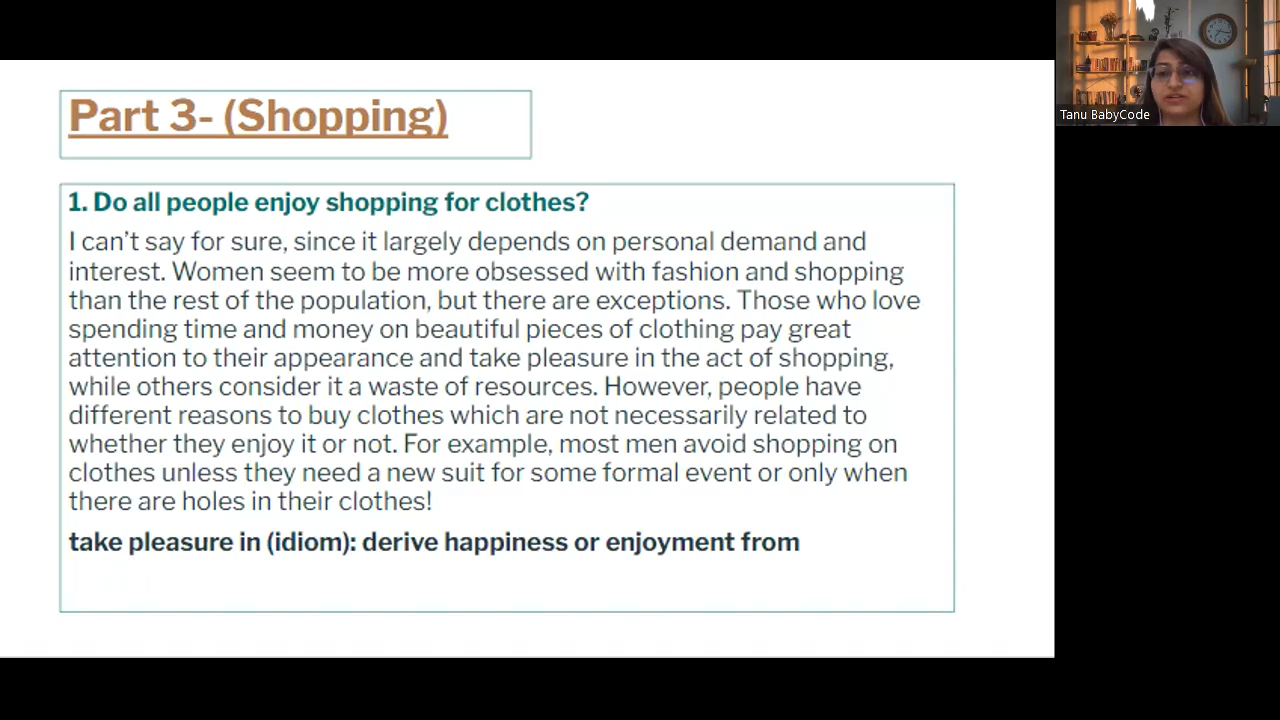 Part 3- (Shopping)
Tanu BabyCode
1. Do all people enjoy shopping for clothes?
I can't say for sure, since it largely depends on personal demand and
interest. Women seem to be more obsessed with fashion and shopping
than the rest of the population, but there are exceptions. Those who love
spending time and money on beautiful pieces of clothing pay great
attention to their appearance and take pleasure in the act of shopping,
while others consider it a waste of resources. However, people have
different reasons to buy clothes which are not necessarily related to
whether they enjoy it or not. For example, most men avoid shopping on
clothes unless they need a new suit for some formal event or only when
there are holes in their clothes!
take pleasure in (idiom): derive happiness or enjoyment from